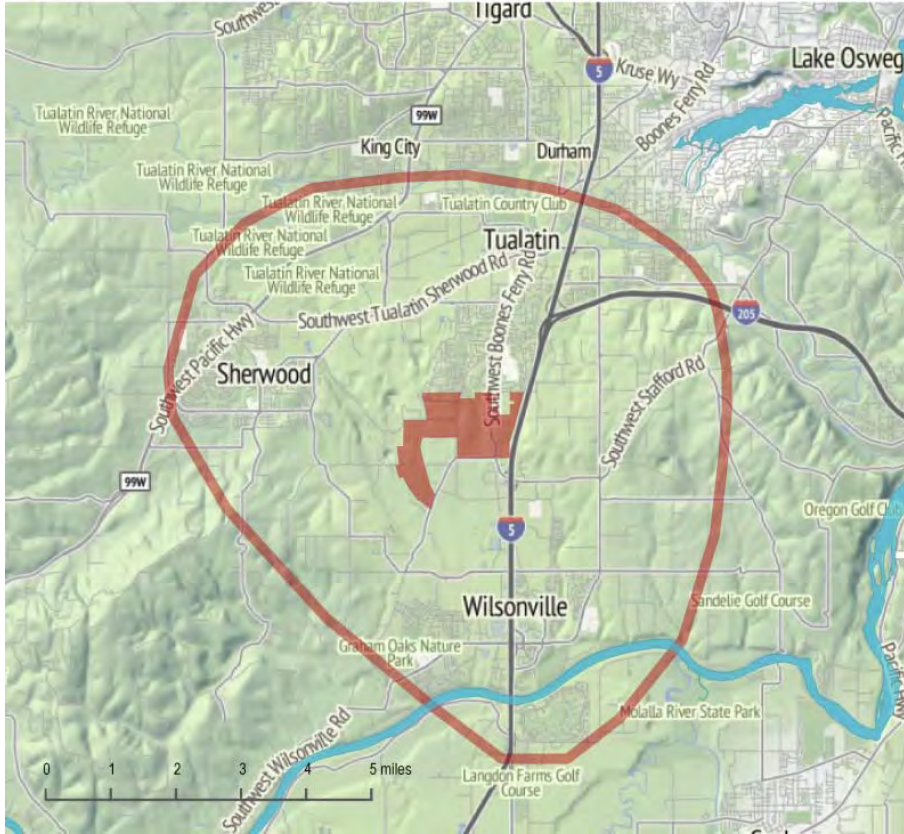 Tigard
Southwest
5
Kruse Wy
Lake Osweg
Boones Ferry Rd
99W
Tualatin River National
Wildlife Refuge
King City
Durham
Pacific H
Tualatin River National
Wildlife Refuge
Tualatin River National
Wildlife Refuge
Tualatin Country Club
Tualatin River National
Wildlife Refuge
Tualatin
Tualatin River National
Wildlife Refuge
Southwest Tualatin Sherwood Rd
Southwest Boones Ferry Rd
205
Southwest Pacific Hwy
Sherwood
Southwest Stafford Rd
99W
Oregon Golf Club
5
Wilsonville
Sandelie Golf Course
Graham Oaks Nature
Park
Pacific Hwy
Molalla River State Park
Southwest Wilsonville Rd
0 1 2 3 4 5 miles
Langdon Farms Golf
Course